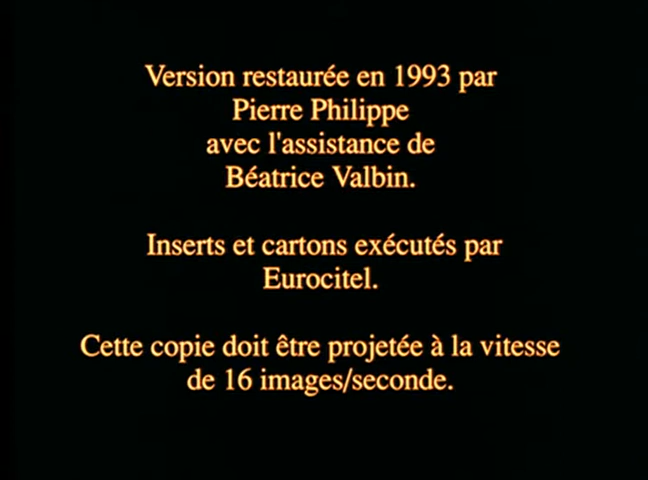 Version restaurée en 1993 par
Pierre Philippe
avec l'assistance de
Béatrice Valbin.
Inserts et cartons exécutés par
Eurocitel.
Cette copie doit être projetée à la vitesse
de 16 images/seconde.